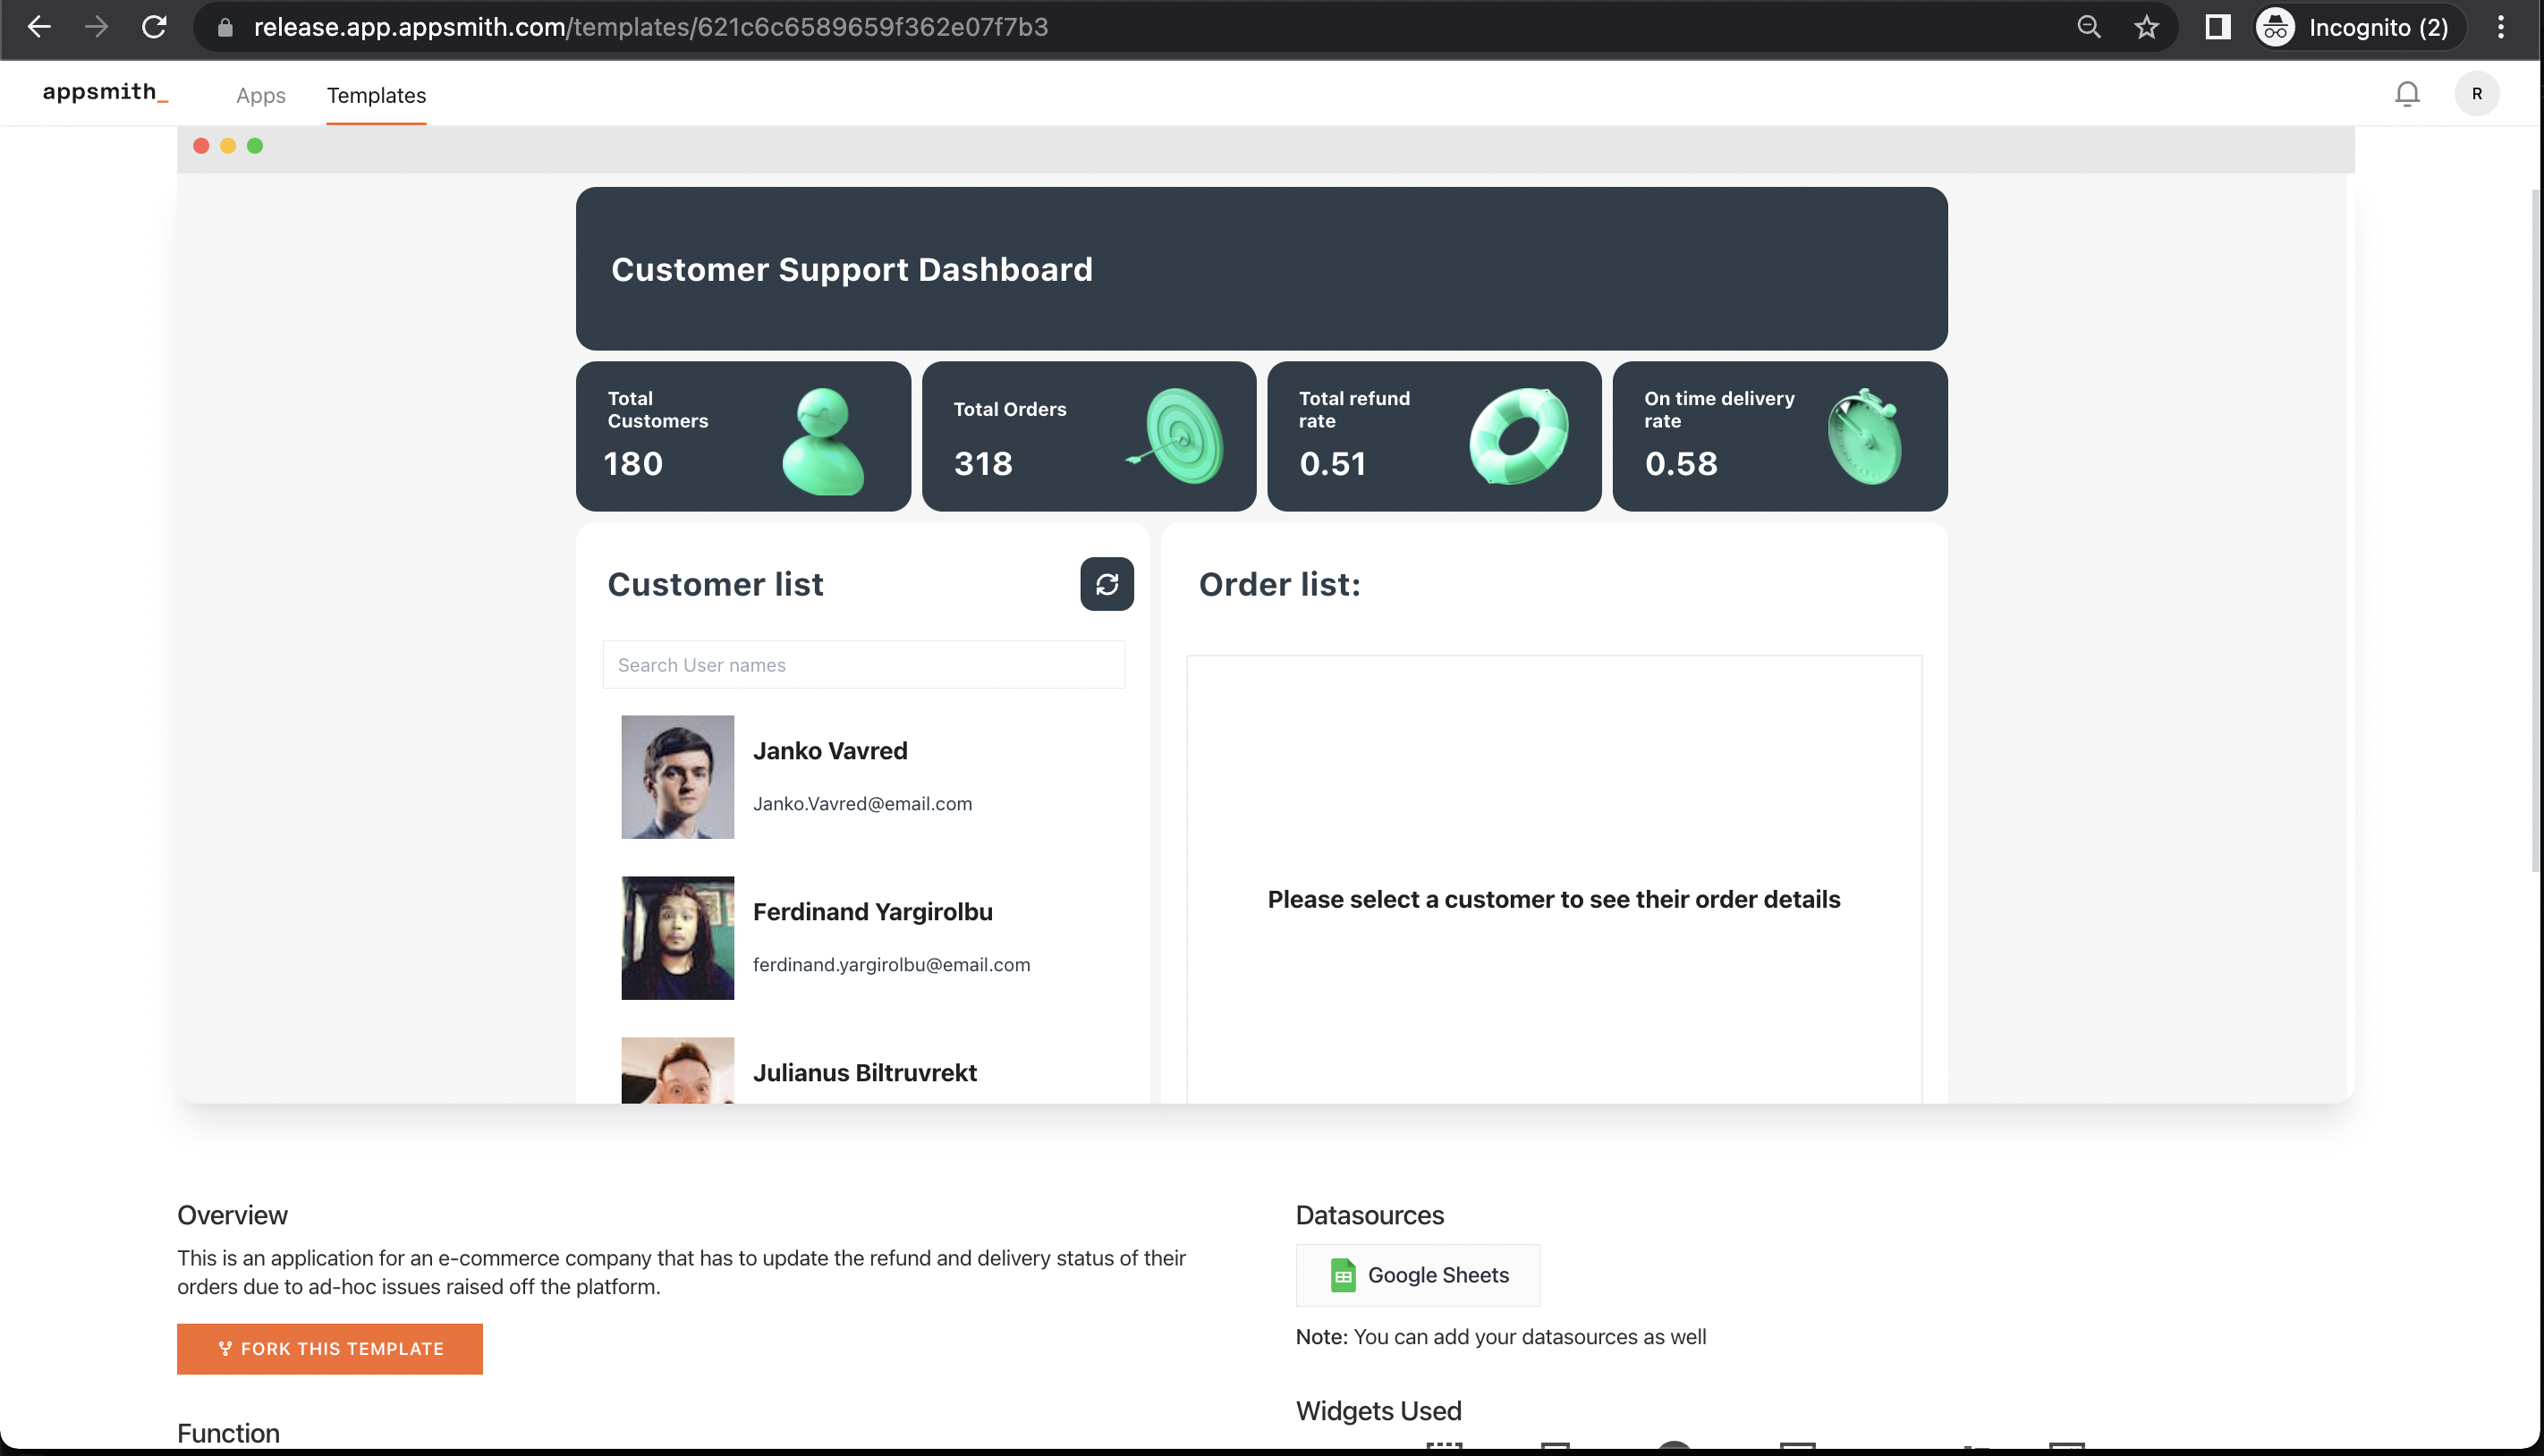 release.app.appsmith.com/templates/621c6c6589659f362e07f7b3
Incognito (2)
appsmith_
Apps
Templates
R
Customer Support Dashboard
Total
Customers
180
Total Orders
318
Total refund
rate
0.51
On time delivery
rate
0.58
Customer list
Search User names
Janko Vavred
Janko.Vavred@email.com
Ferdinand Yargirolbu
ferdinand.yargirolbu@email.com
Julianus Biltruvrekt
Order list:
Please select a customer to see their order details
Overview
This is an application for an e-commerce company that has to update the refund and delivery status of their
orders due to ad-hoc issues raised off the platform.
FORK THIS TEMPLATE
Function
Datasources
Google Sheets
Note: You can add your datasources as well
Widgets Used